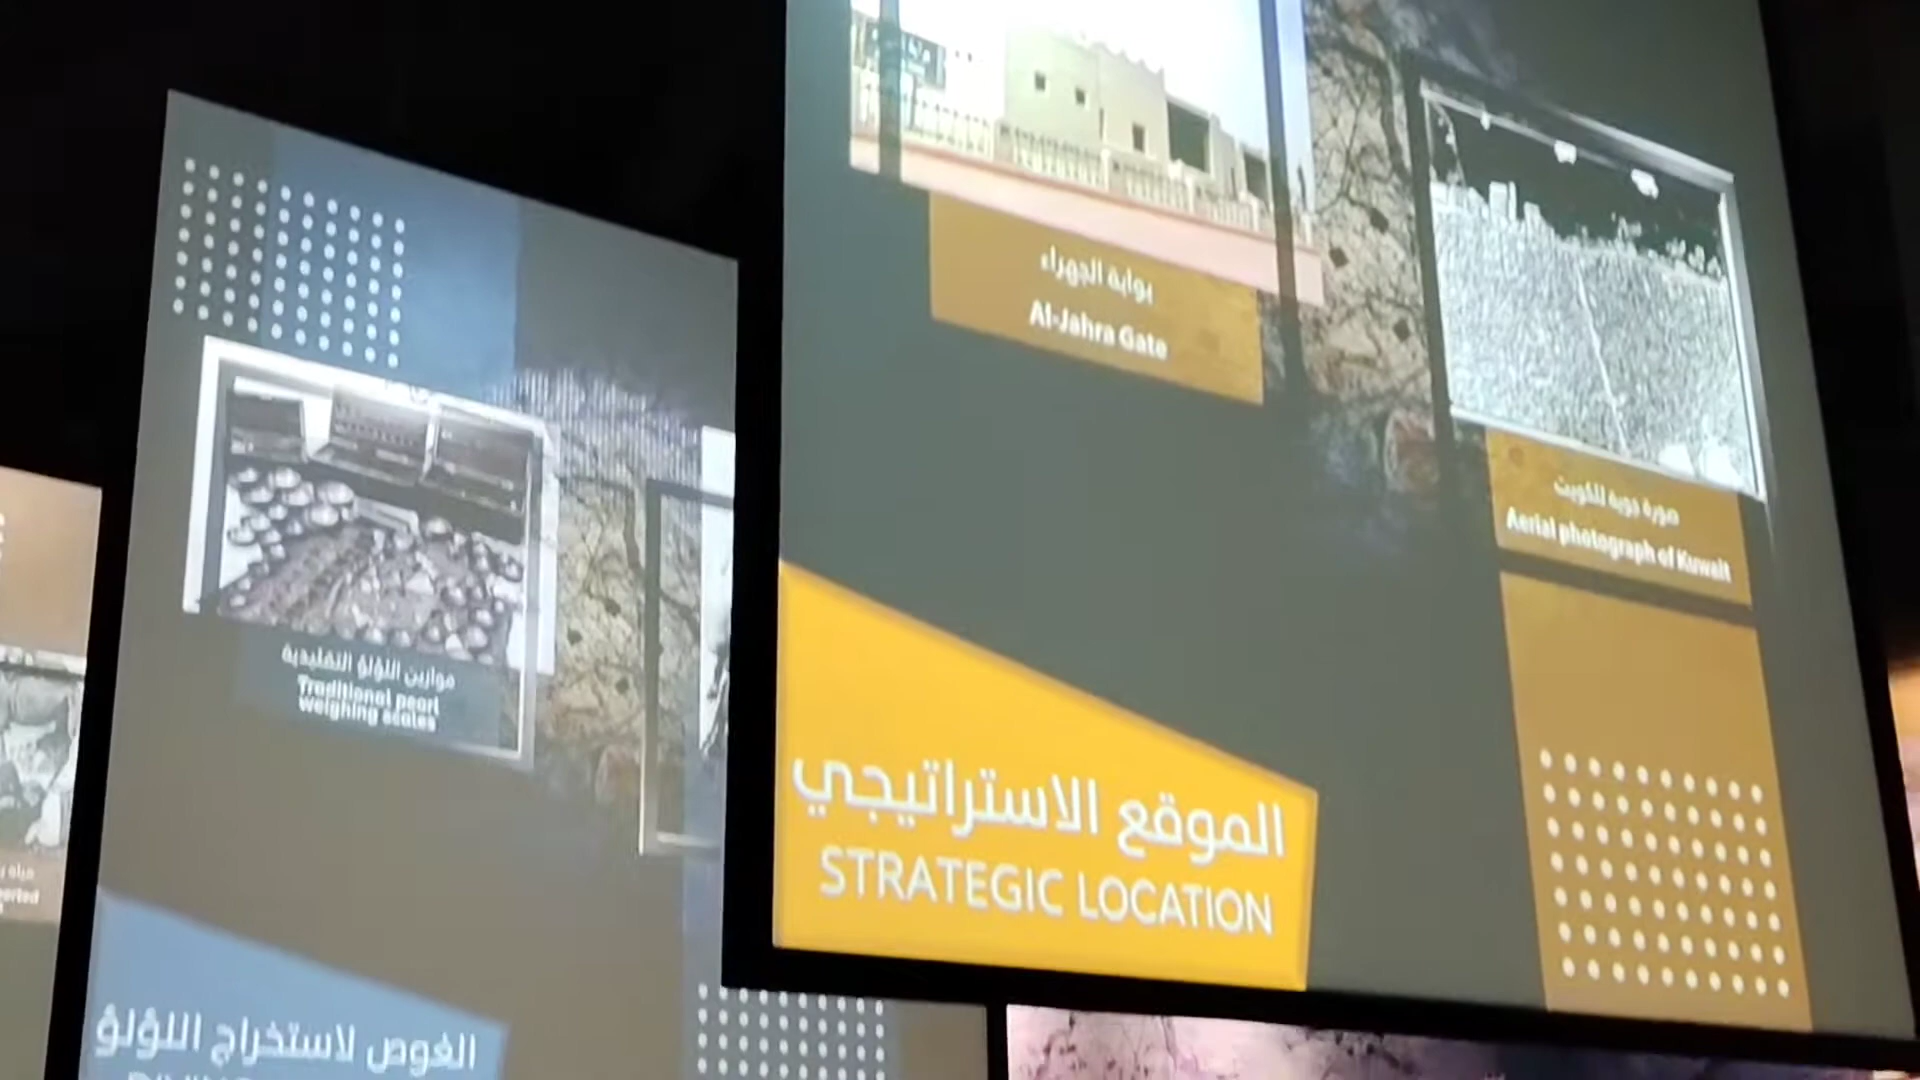 بوابة الجهراء
Al-Jahra Gate
صورة جوية للكويت
Aerial photograph of Kuwait
الموقع الاستراتيجي
STRATEGIC LOCATION
موازين اللؤلؤ التقليدية
Traditional pearl
weighing scales
الغوص لاستخراج اللؤلؤ